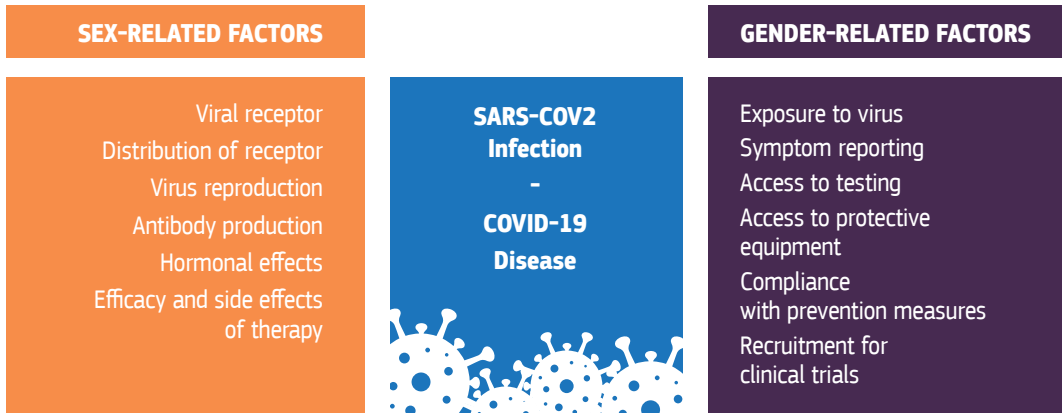 SEX-RELATED FACTORS
Viral receptor
Distribution of receptor
Virus reproduction
Antibody production
Hormonal effects
Efficacy and side effects
of therapy
SARS-COV2
Infection
-
COVID-19
Disease
GENDER-RELATED FACTORS
Exposure to virus
Symptom reporting
Access to testing
Access to protective
equipment
Compliance
with prevention measures
Recruitment for
clinical trials